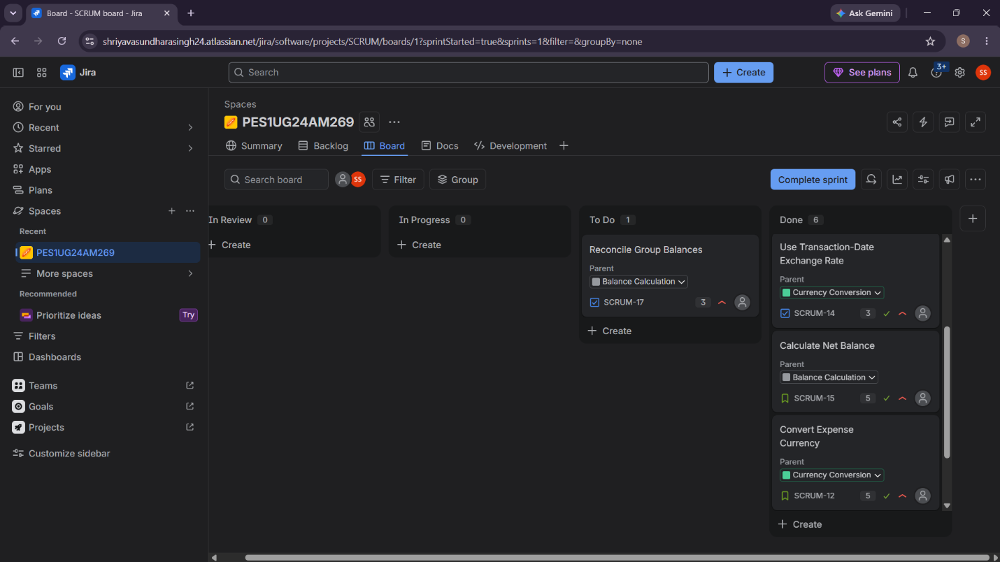 Board - SCRUM board - Jira
Ask Gemini
shriyavasundharasingh24.atlassian.net/jira/software/projects/SCRUM/boards/1?sprintStarted=true&sprints=1&filter=&groupBy=none
S
Jira
Search
Create
See plans
3+
SS
For you
Recent
Starred
Apps
Plans
Spaces
Recent
PES1UG24AM269
More spaces
Recommended
Prioritize ideas
Try
Filters
Dashboards
Teams
Goals
Projects
Customize sidebar
Spaces
PES1UG24AM269
Summary
Backlog
Board
Docs
Development
Search board
SS
Filter
Group
Complete sprint
In Review 0
Create
In Progress 0
Create
To Do 1
Reconcile Group Balances
Parent
Balance Calculation
SCRUM-17 3
Create
Done 6
Use Transaction-Date
Exchange Rate
Parent
Currency Conversion
SCRUM-14 3
Calculate Net Balance
Parent
Balance Calculation
SCRUM-15 5
Convert Expense
Currency
Parent
Currency Conversion
SCRUM-12 5
Create